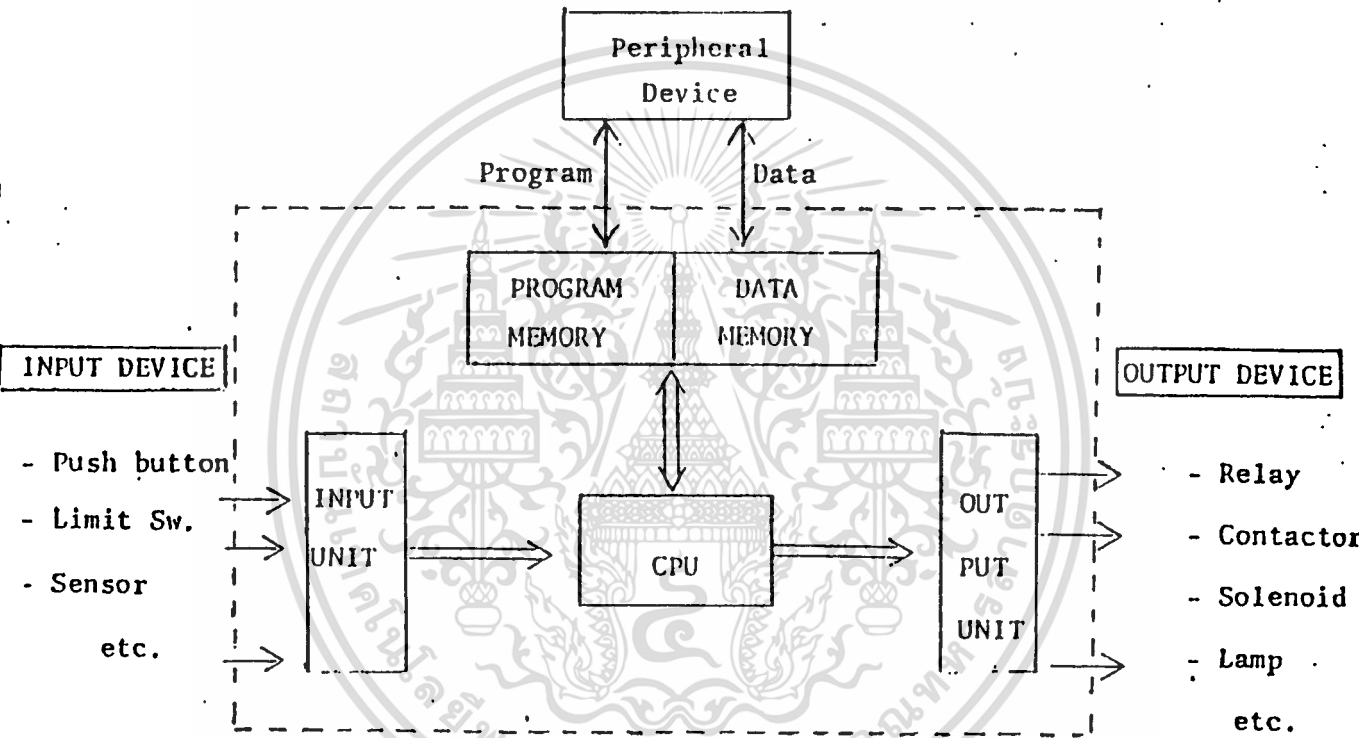 Peripheral
Device
Program
Data
PROGRAM
MEMORY
DATA
MEMORY
INPUT DEVICE
- Push button
- Limit Sw.
- Sensor
etc.
INPUT
UNIT
CPU
OUT
PUT
UNIT
OUTPUT DEVICE
- Relay
- Contactor
- Solenoid
- Lamp
etc.